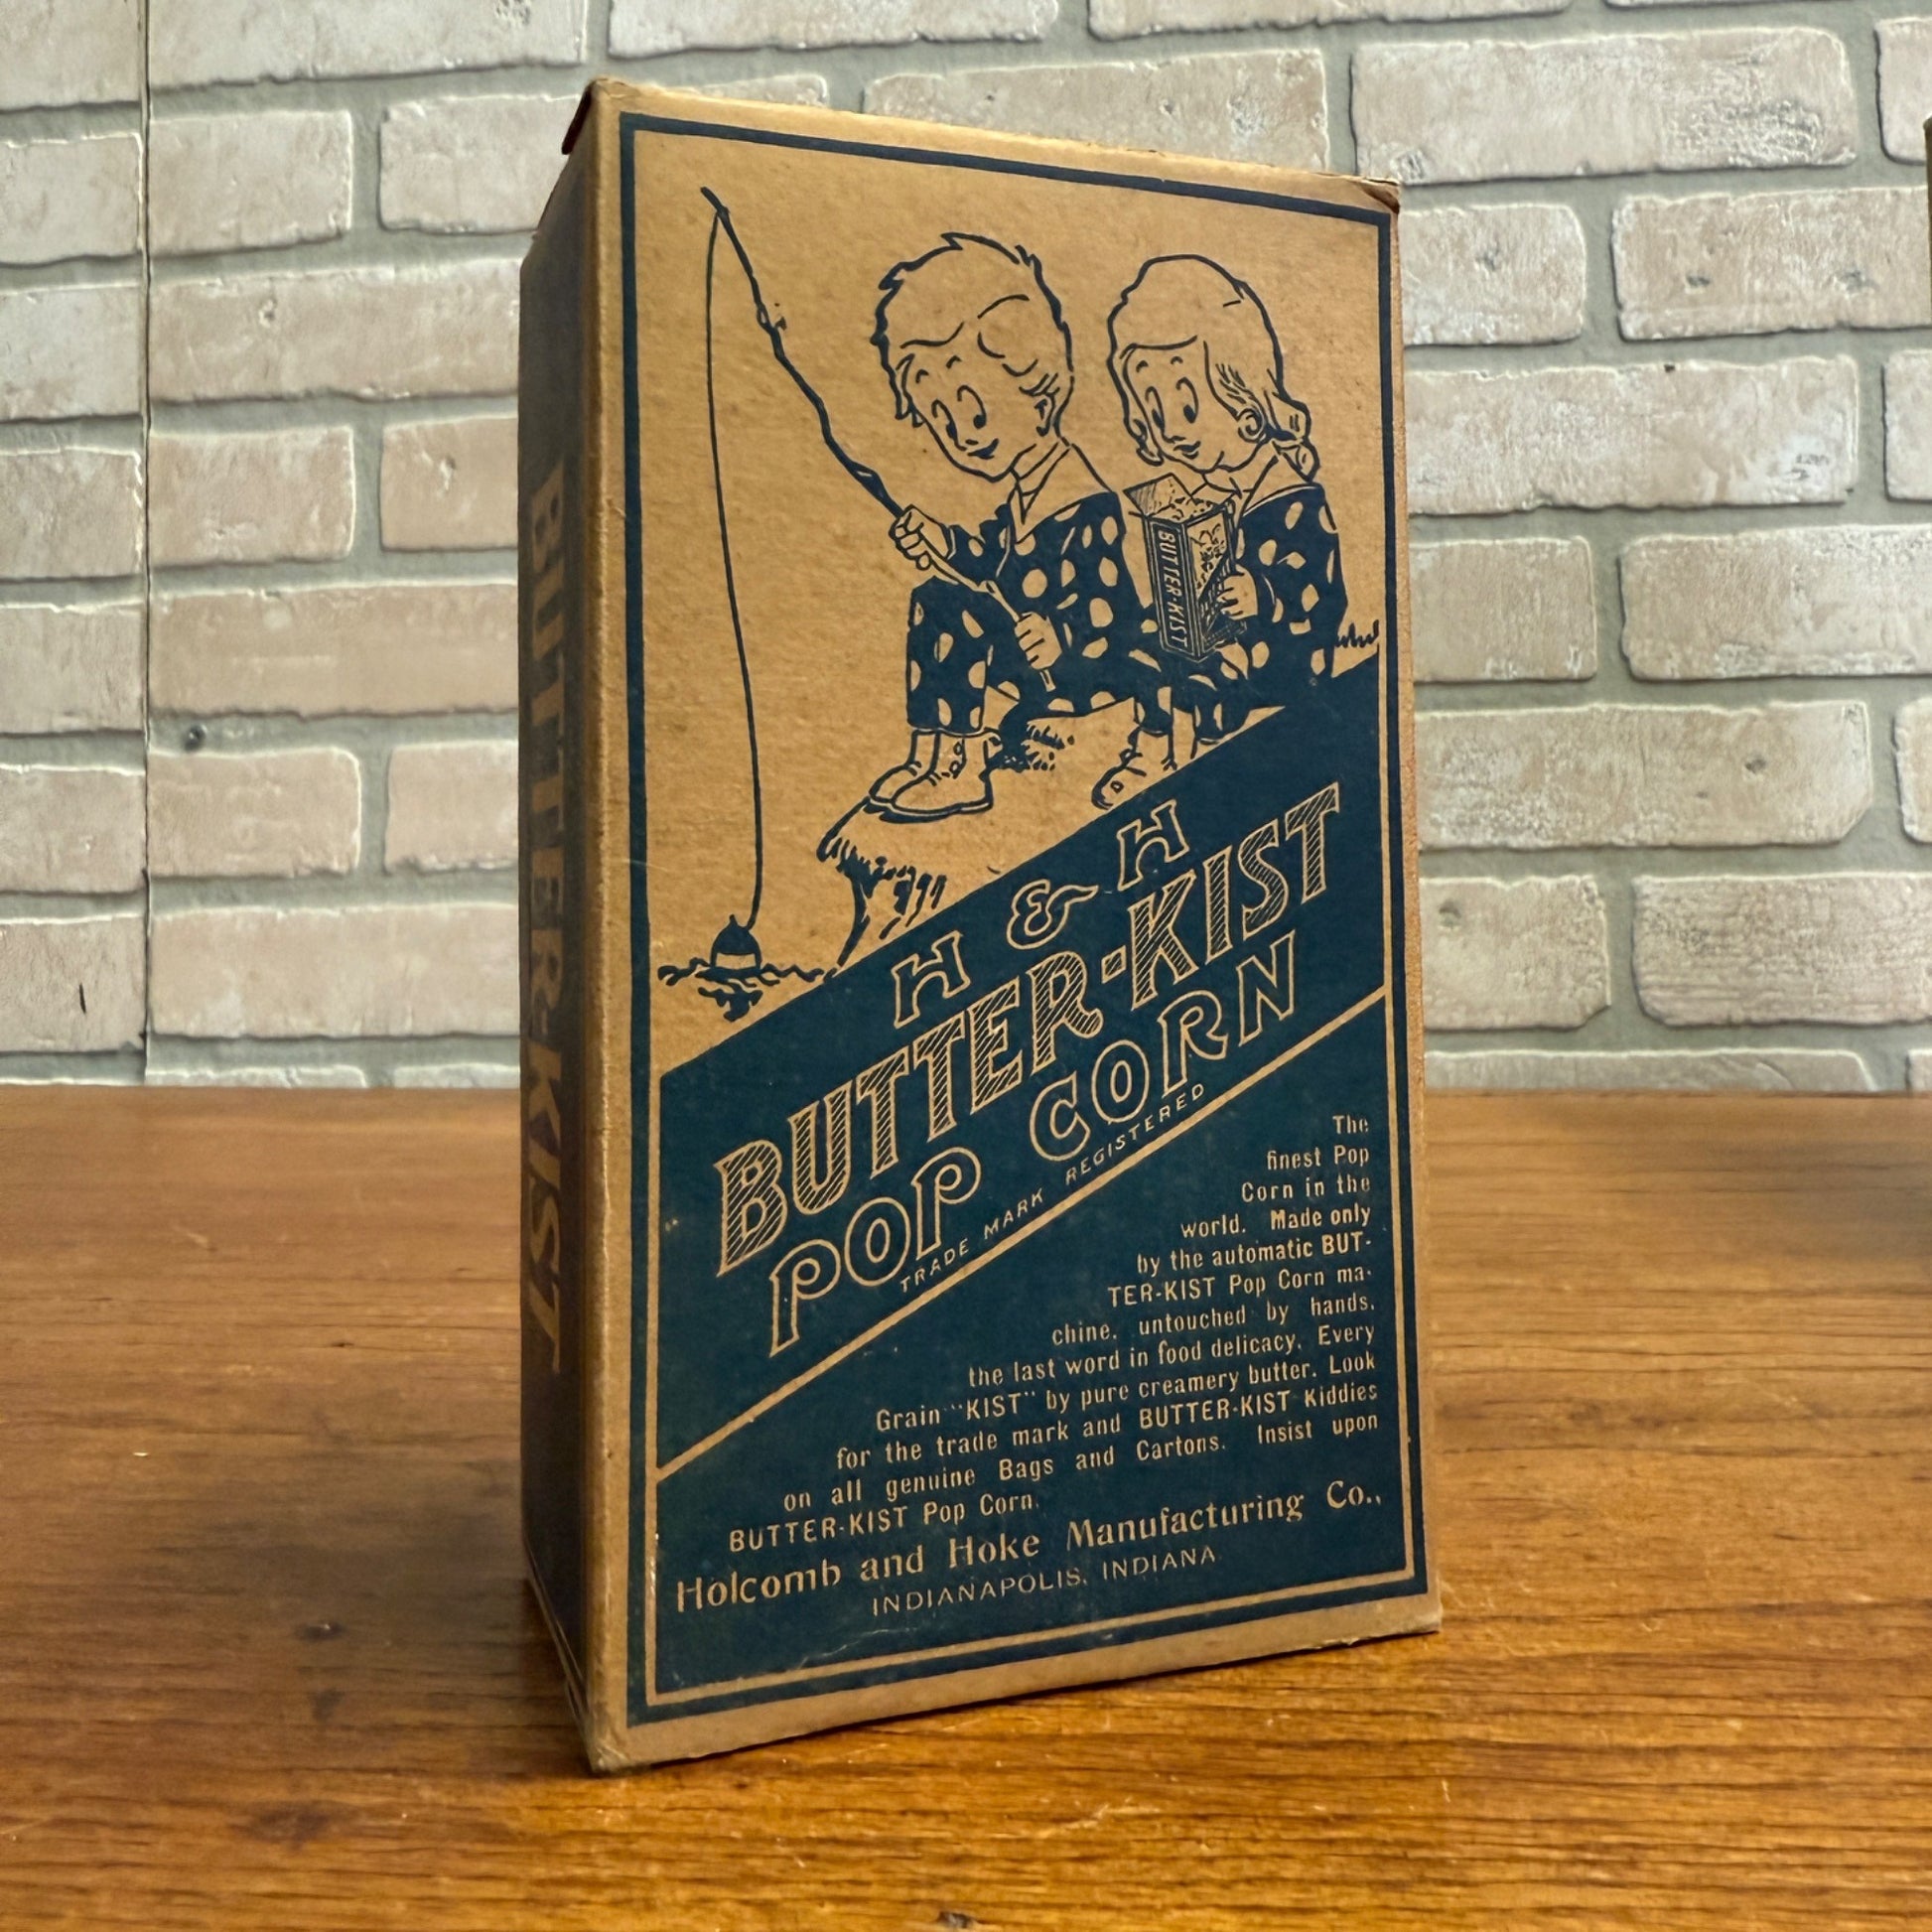 BUTTER-KIST
BUTTER-KIST
H & H
BUTTER-KIST
POP CORN
TRADE MARK REGISTERED
The
finest Pop
Corn in the
world. Made only
by the automatic BUT-
TER-KIST Pop Corn ma-
chine, untouched by hands,
the last word in food delicacy. Every
Grain "KIST" by pure creamery butter. Look
for the trade mark and BUTTER-KIST Kiddies
on all genuine Bags and Cartons. Insist upon
BUTTER-KIST Pop Corn.
Holcomb and Hoke Manufacturing Co.,
INDIANAPOLIS, INDIANA